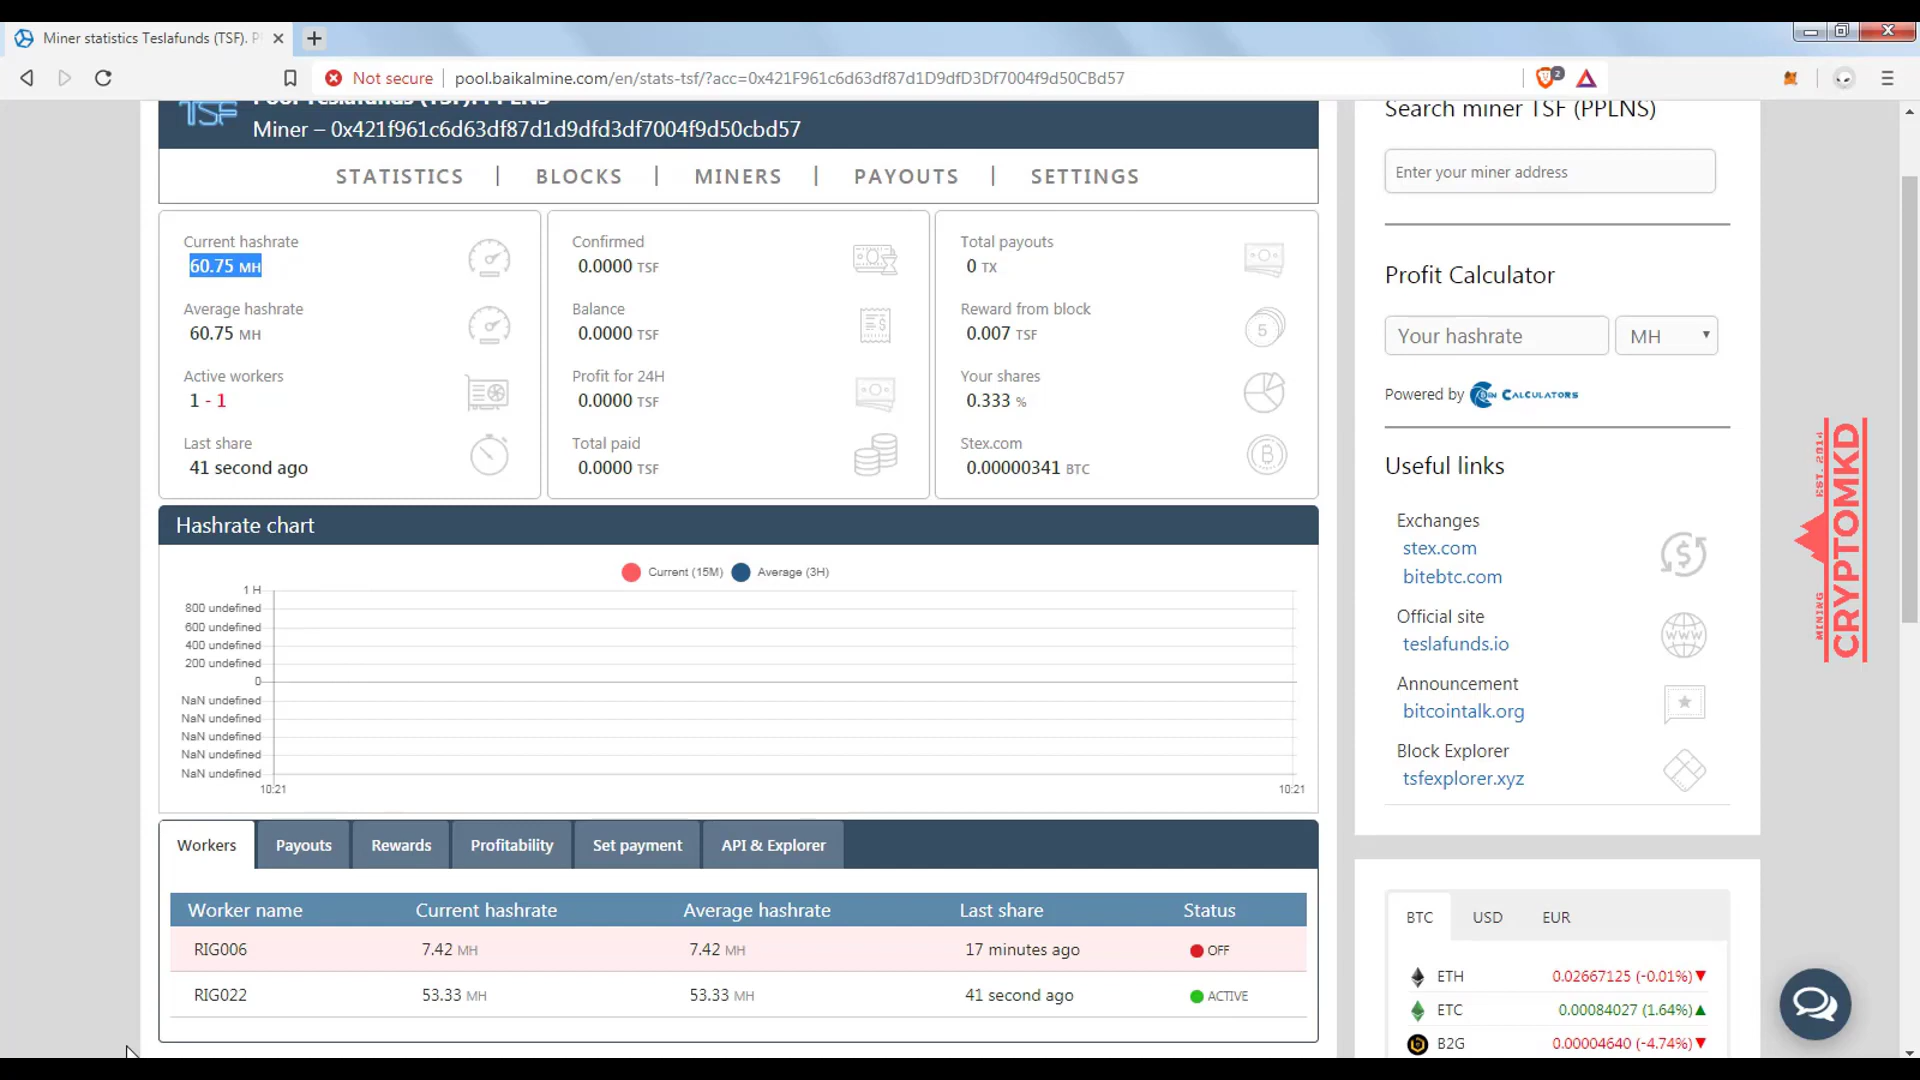 Miner statistics Teslafunds (TSF). P
Not secure
pool.baikalmine.com/en/stats-tsf/?acc=0x421F961c6d63df87d1D9dfD3Df7004f9d50CBd57
2
TSF
Pool Teslafunds (TSF). PPLNS
Miner – 0x421f961c6d63df87d1d9dfd3df7004f9d50cbd57
STATISTICS | BLOCKS | MINERS | PAYOUTS | SETTINGS
Current hashrate
60.75 MH
Average hashrate
60.75 MH
Active workers
1 - 1
Last share
41 second ago
Confirmed
0.0000 TSF
Balance
0.0000 TSF
Profit for 24H
0.0000 TSF
Total paid
0.0000 TSF
Total payouts
0 TX
Reward from block
0.007 TSF
5
Your shares
0.333 %
Stex.com
0.00000341 BTC
Hashrate chart
Current (15M) Average (3H)
1 H
800 undefined
600 undefined
400 undefined
200 undefined
0
NaN undefined
NaN undefined
NaN undefined
NaN undefined
NaN undefined
10:21 10:21
Workers Payouts Rewards Profitability Set payment API & Explorer
Worker name Current hashrate Average hashrate Last share Status
RIG006 7.42 MH 7.42 MH 17 minutes ago OFF
RIG022 53.33 MH 53.33 MH 41 second ago ACTIVE
Search miner TSF (PPLNS)
Enter your miner address
Profit Calculator
Your hashrate MH
Powered by COIN CALCULATORS
Useful links
Exchanges
stex.com
bitebtc.com
Official site
teslafunds.io
WWW
Announcement
bitcointalk.org
Block Explorer
tsfexplorer.xyz
BTC USD EUR
ETH 0.02667125 (-0.01%)
ETC 0.00084027 (1.64%)
B2G 0.00004640 (-4.74%)
MINING EST. 2014
CRYPTOMKD